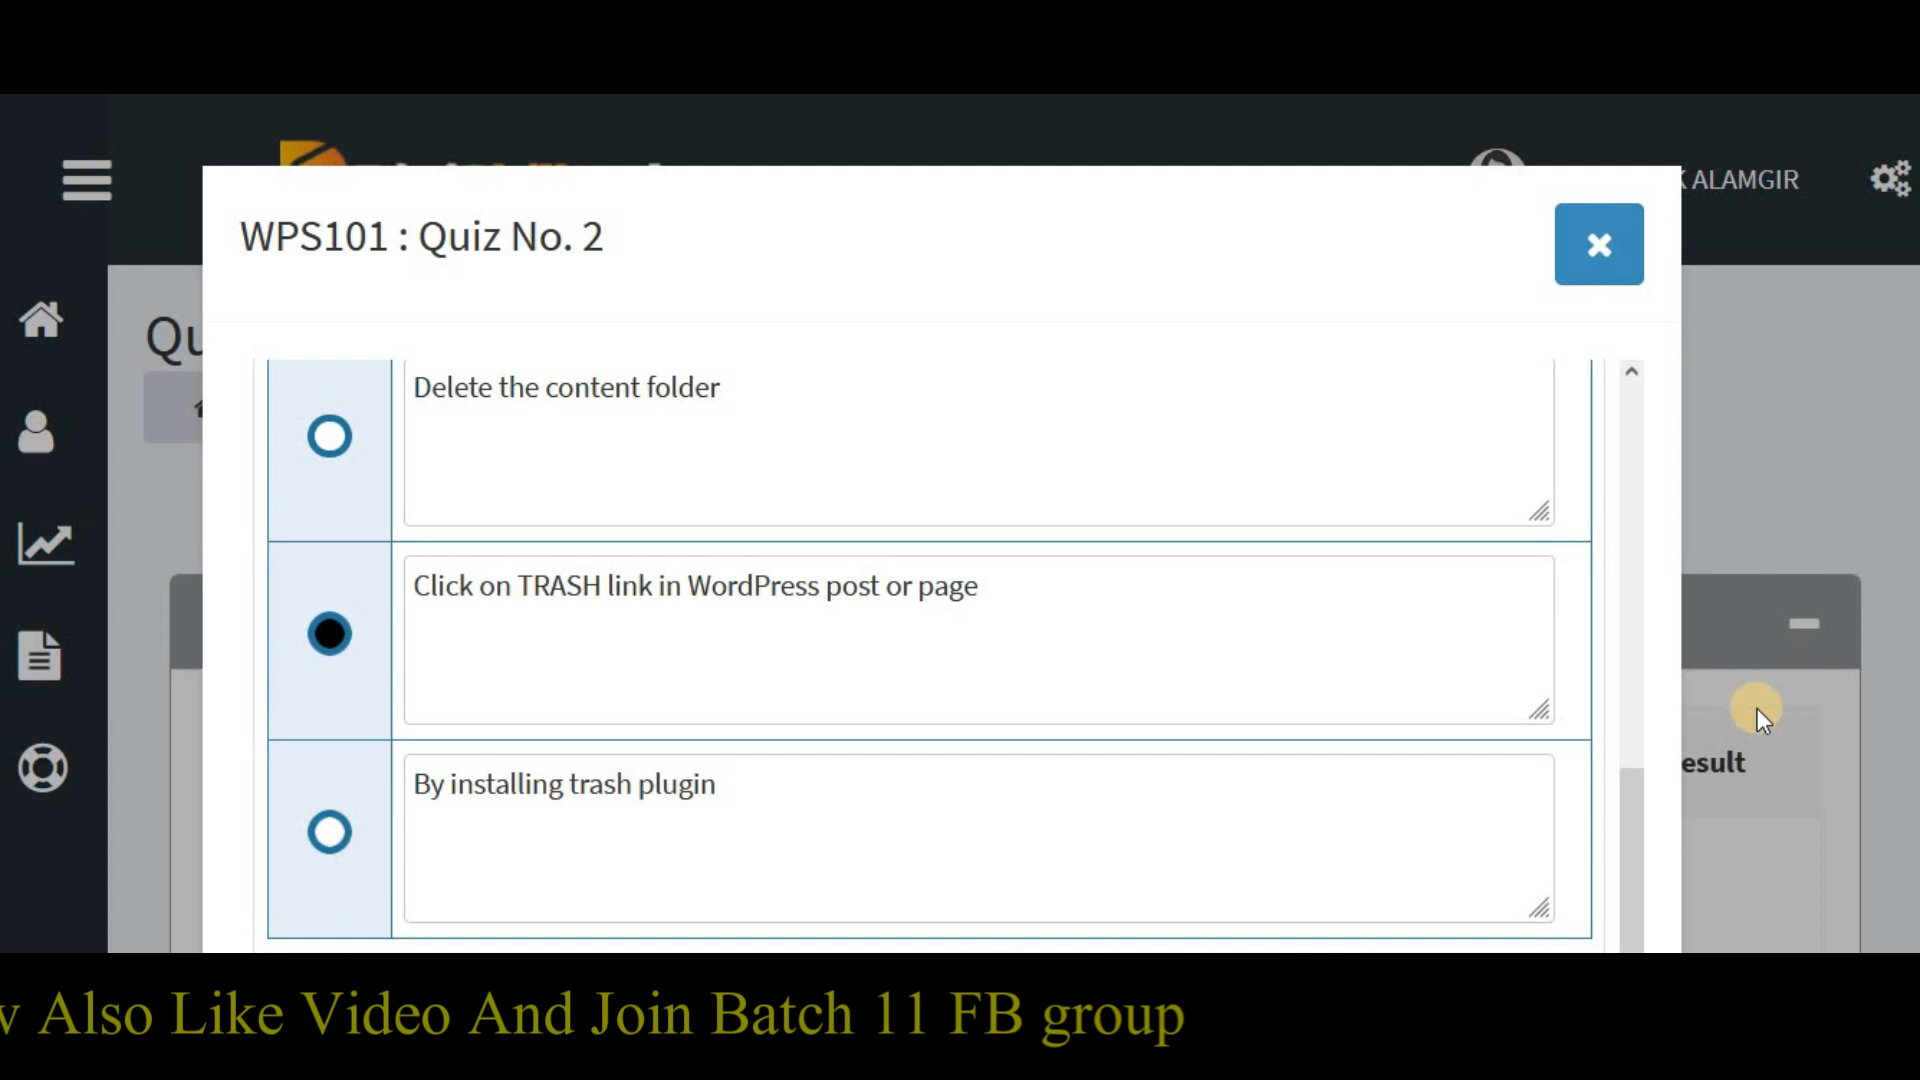 ALAMGIR
WPS101 : Quiz No. 2
Qu
Delete the content folder
Click on TRASH link in WordPress post or page
esult
By installing trash plugin
Also Like Video And Join Batch 11 FB group